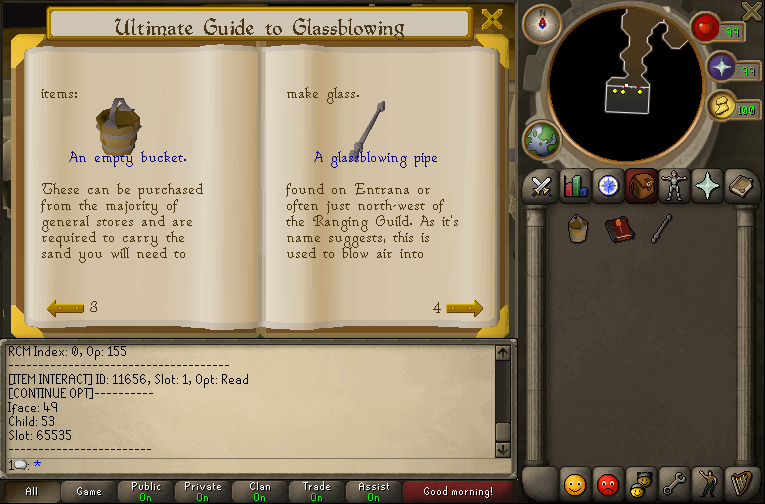 Ultimate Guide to Glassblowing
items:
An empty bucket.
These can be purchased
from the majority of
general stores and are
required to carry the
sand you will need to
3
make glass.
A glassblowing pipe
found on Entrana or
often just north-west of
the Ranging Guild. As it's
name suggests, this is
used to blow air into
4
99
99
100
RCM Index: 0, Op: 155
-----------------------------------
[ITEM INTERACT] ID: 11656, Slot: 1, Opt: Read
[CONTINUE OPT]----------
Iface: 49
Child: 53
Slot: 65535
-----------------------
1: *
All
Game
Public
On
Private
On
Clan
On
Trade
On
Assist
On
Good morning!